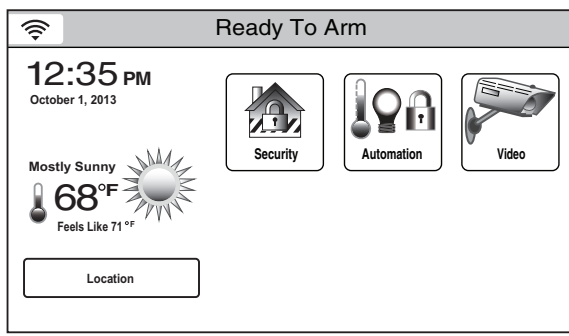 Ready To Arm
12:35 PM
October 1, 2013
Security
Automation
Video
Mostly Sunny
68°F
Feels Like 71 °F
Location